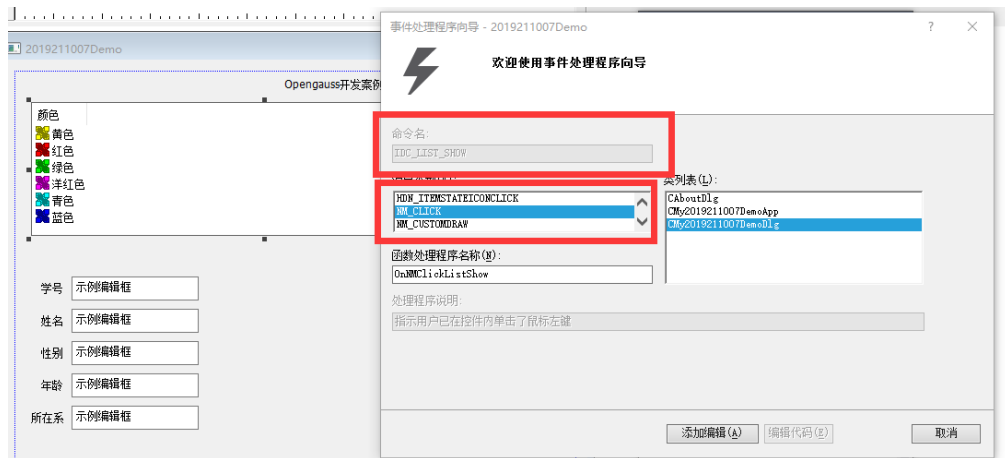 2019211007Demo
Opengauss开发案例
颜色
黄色
红色
绿色
洋红色
青色
蓝色
学号 示例编辑框
姓名 示例编辑框
性别 示例编辑框
年龄 示例编辑框
所在系 示例编辑框
事件处理程序向导 - 2019211007Demo
欢迎使用事件处理程序向导
命令名:
IDC_LIST_SHOW
类列表(L):
HDN_ITEMSTATEICONCLICK
NM_CLICK
NM_CUSTOMDRAW
CAboutDlg
CMy2019211007DemoApp
CMy2019211007DemoDlg
函数处理程序名称(N):
OnNMClickListShow
处理程序说明:
指示用户已在控件内单击了鼠标左键
添加编辑(A) 编辑代码(E) 取消